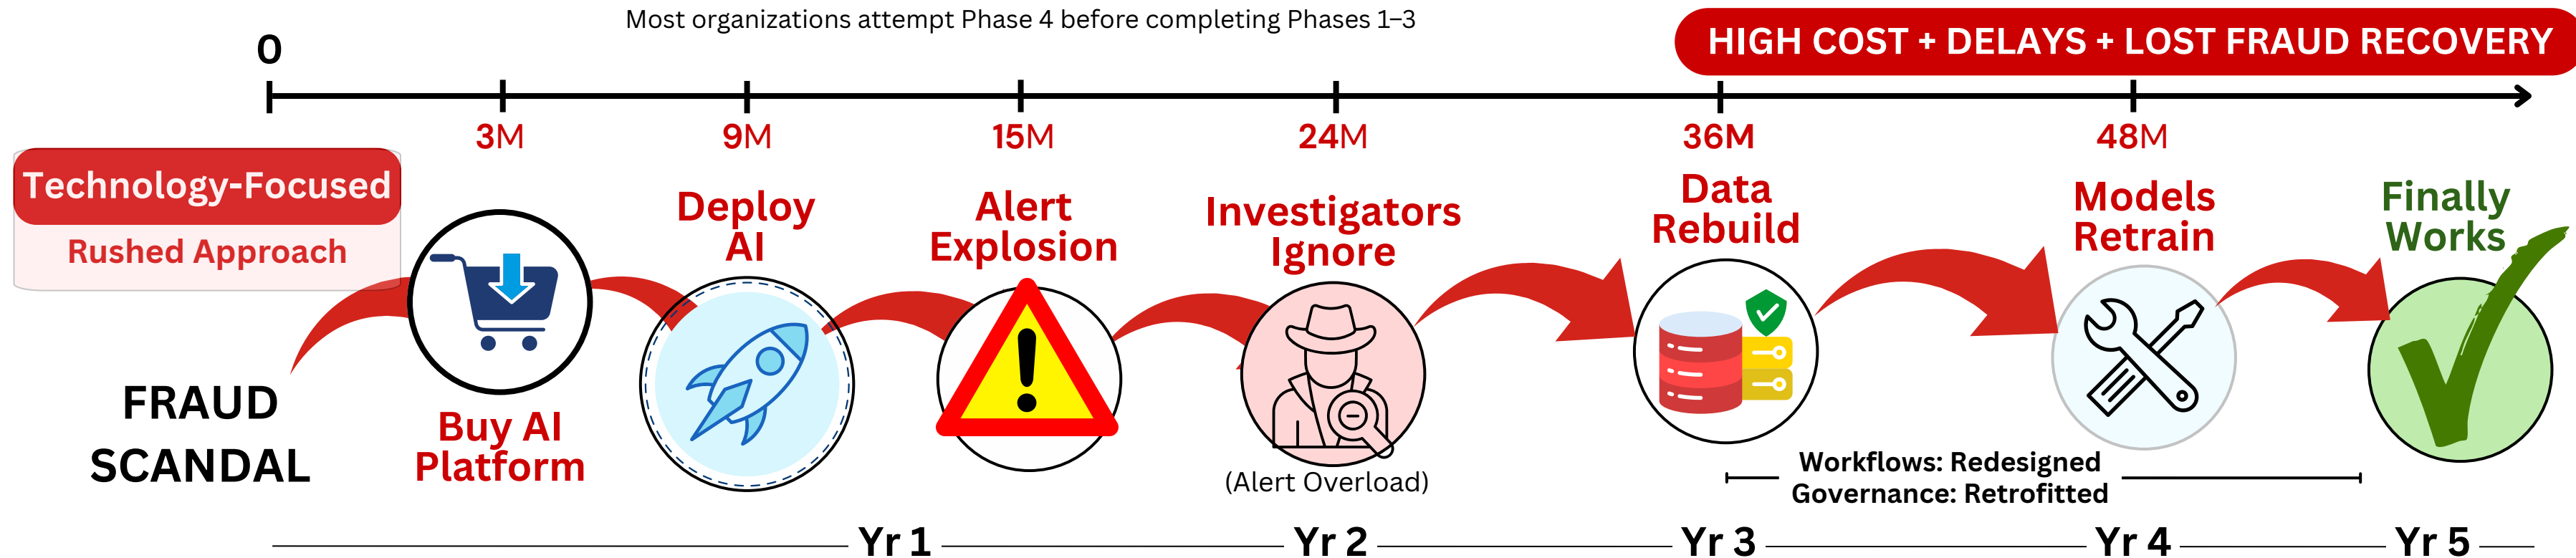 Most organizations attempt Phase 4 before completing Phases 1–3
HIGH COST + DELAYS + LOST FRAUD RECOVERY
0
3M
9M
15M
24M
36M
48M
Technology-Focused
Rushed Approach
FRAUD
SCANDAL
Buy AI
Platform
Deploy
AI
Alert
Explosion
Investigators
Ignore
(Alert Overload)
Data
Rebuild
Models
Retrain
Finally
Works
Workflows: Redesigned
Governance: Retrofitted
Yr 1
Yr 2
Yr 3
Yr 4
Yr 5